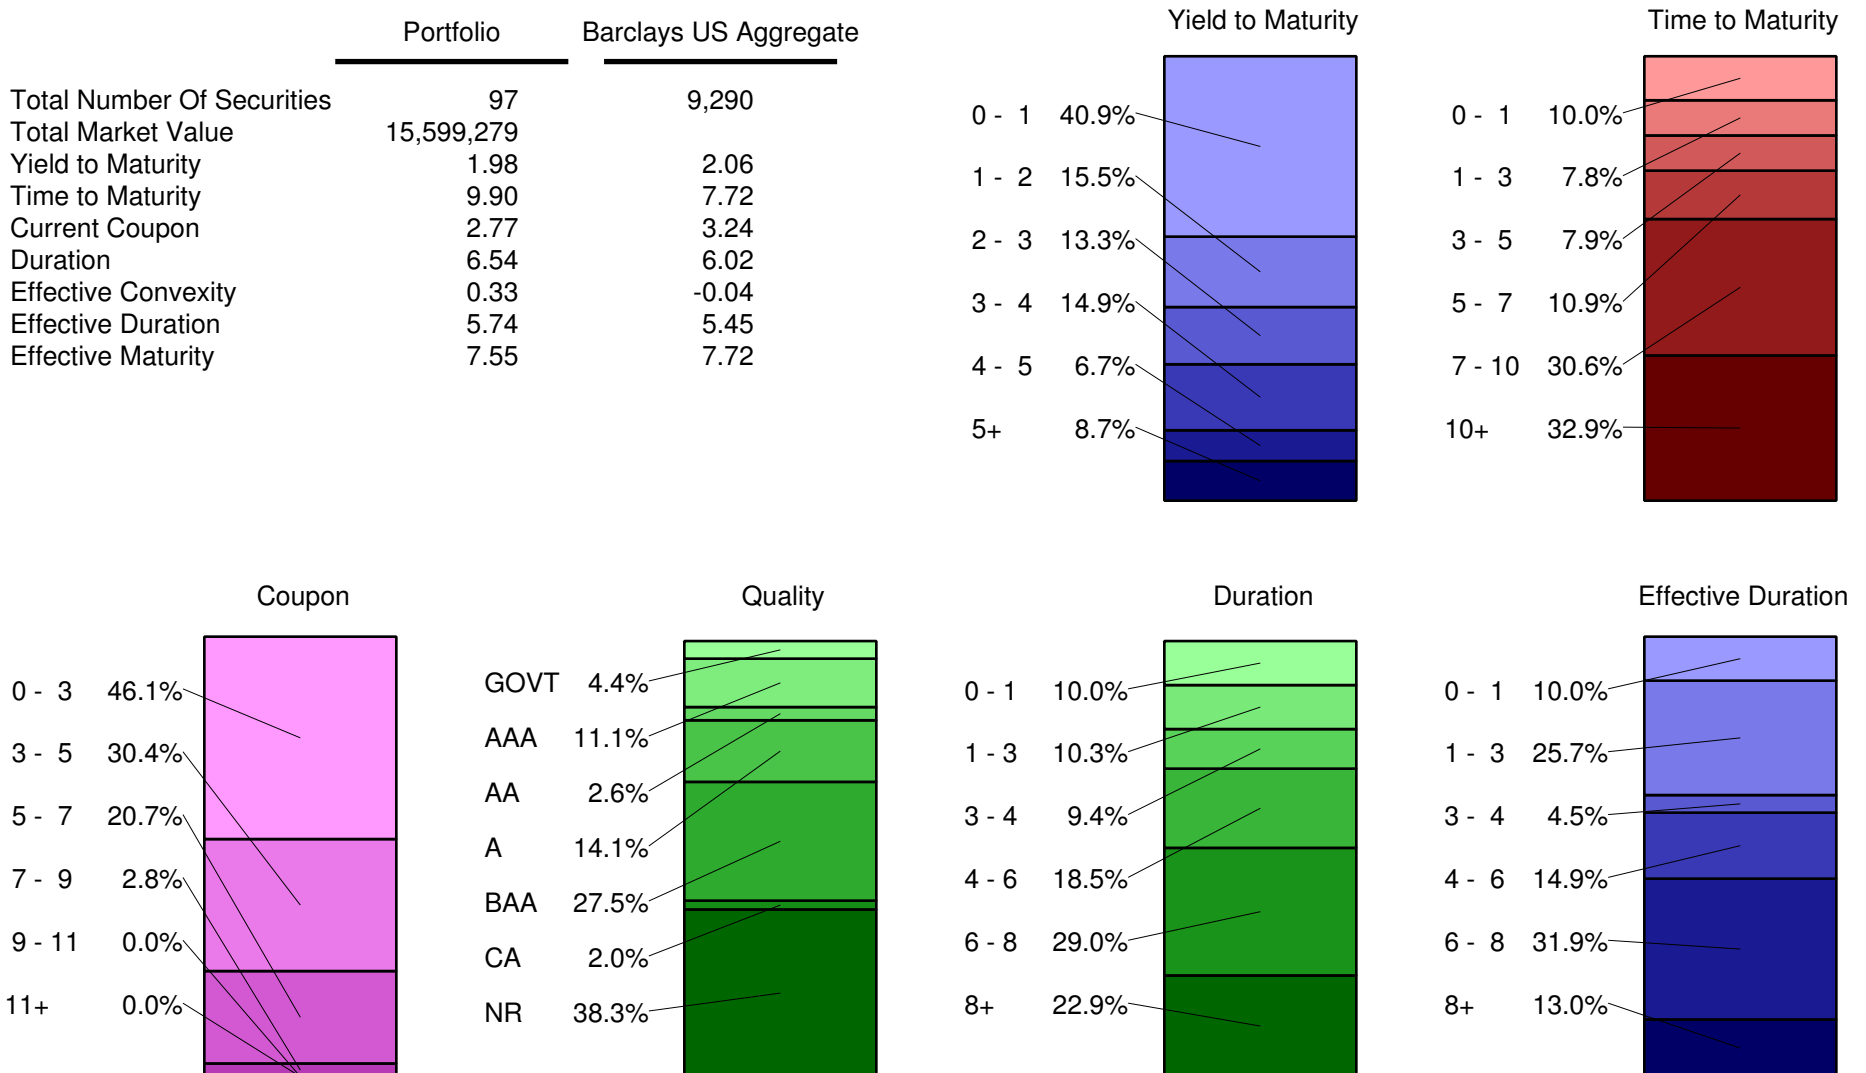 Portfolio Barclays US Aggregate
Total Number Of Securities 97 9,290
Total Market Value 15,599,279
Yield to Maturity 1.98 2.06
Time to Maturity 9.90 7.72
Current Coupon 2.77 3.24
Duration 6.54 6.02
Effective Convexity 0.33 -0.04
Effective Duration 5.74 5.45
Effective Maturity 7.55 7.72
Yield to Maturity
0 - 1 40.9%
1 - 2 15.5%
2 - 3 13.3%
3 - 4 14.9%
4 - 5 6.7%
5+ 8.7%
Time to Maturity
0 - 1 10.0%
1 - 3 7.8%
3 - 5 7.9%
5 - 7 10.9%
7 - 10 30.6%
10+ 32.9%
Coupon
0 - 3 46.1%
3 - 5 30.4%
5 - 7 20.7%
7 - 9 2.8%
9 - 11 0.0%
11+ 0.0%
Quality
GOVT 4.4%
AAA 11.1%
AA 2.6%
A 14.1%
BAA 27.5%
CA 2.0%
NR 38.3%
Duration
0 - 1 10.0%
1 - 3 10.3%
3 - 4 9.4%
4 - 6 18.5%
6 - 8 29.0%
8+ 22.9%
Effective Duration
0 - 1 10.0%
1 - 3 25.7%
3 - 4 4.5%
4 - 6 14.9%
6 - 8 31.9%
8+ 13.0%